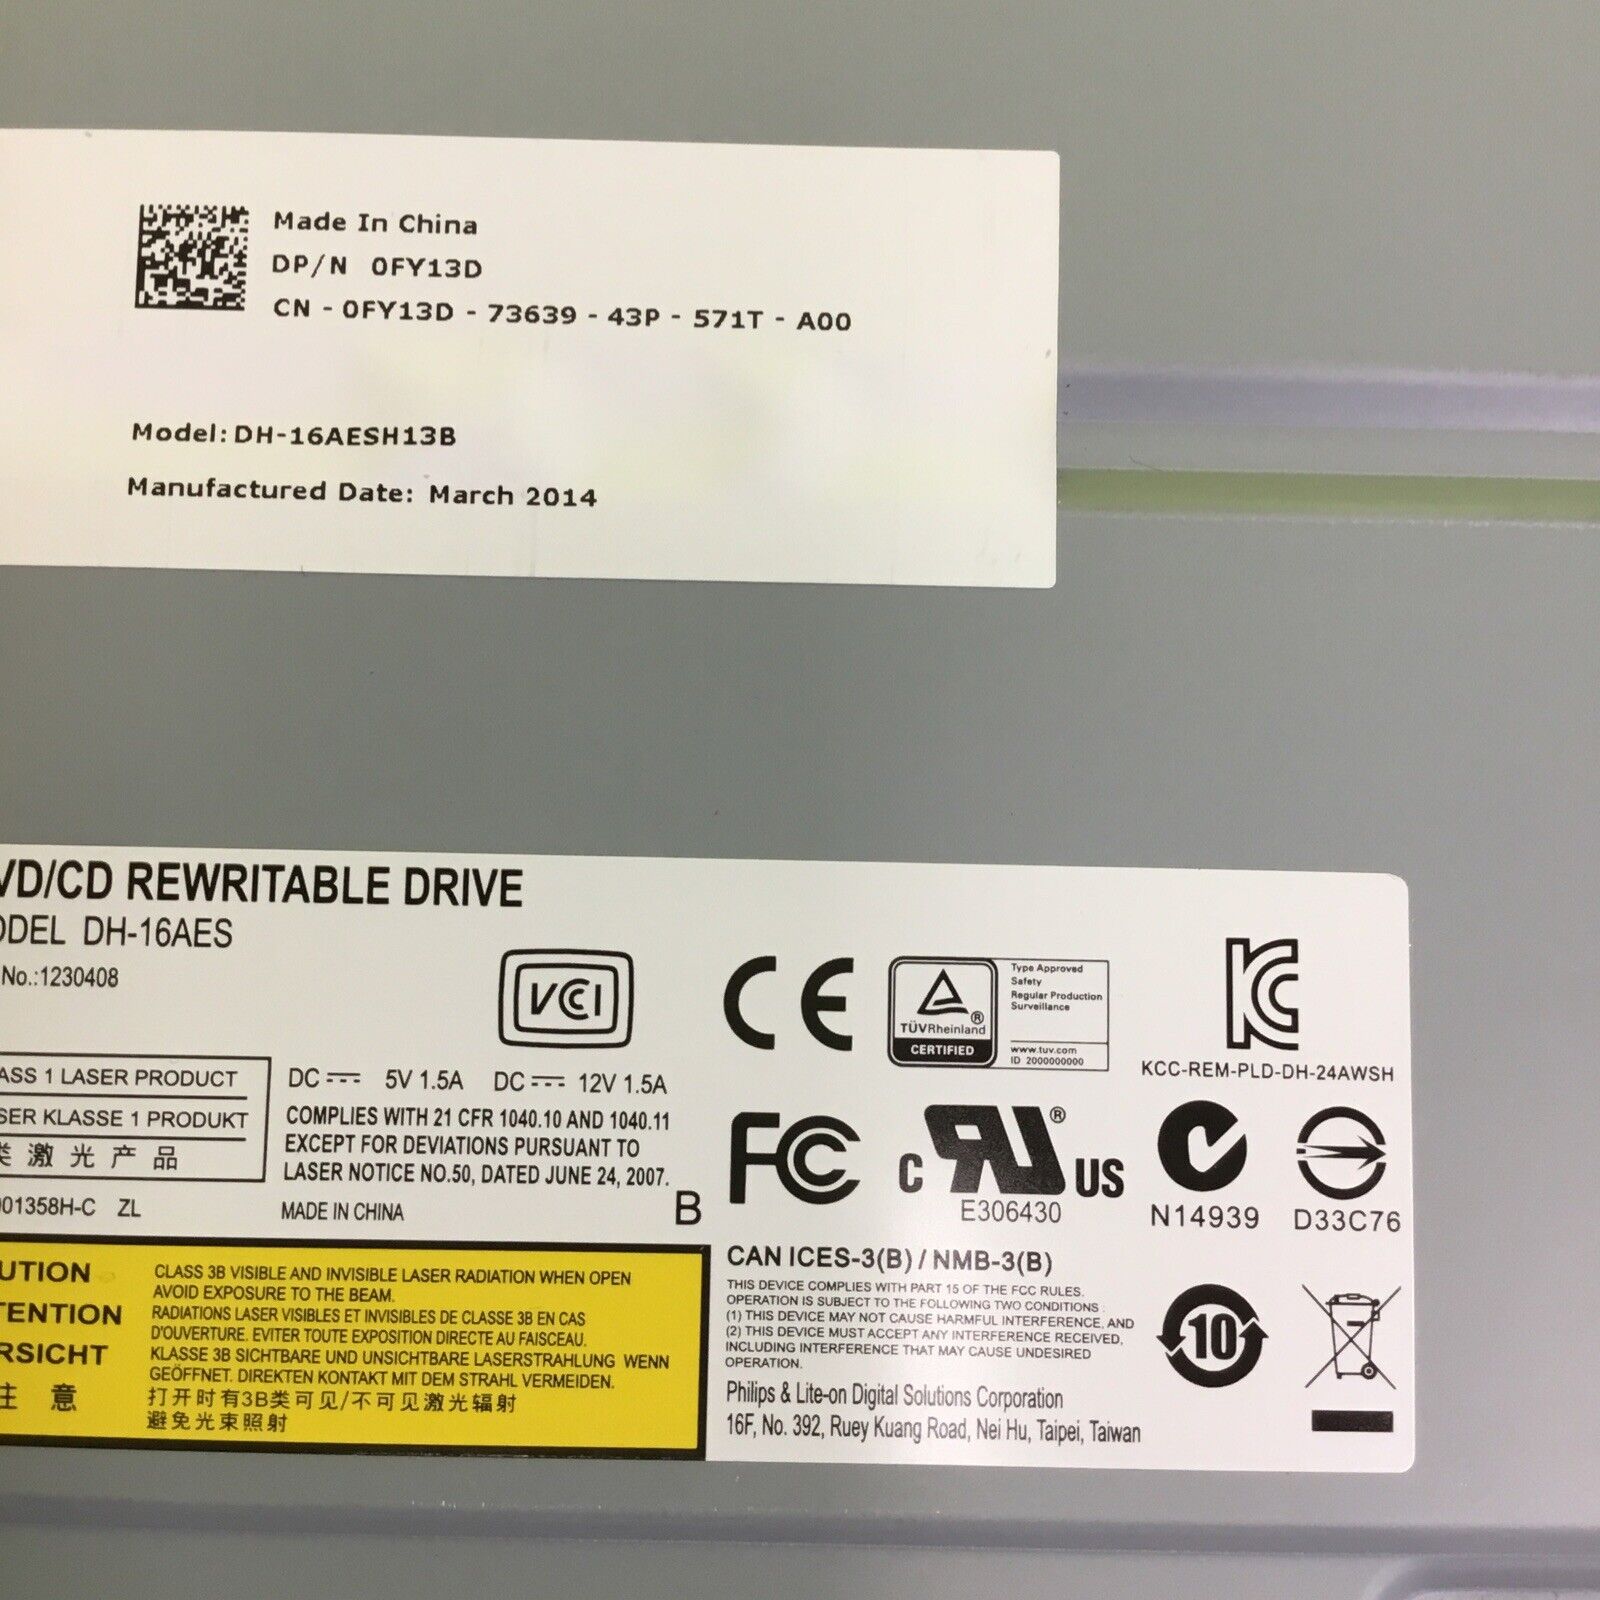 Made In China
DP/N 0FY13D
CN - 0FY13D - 73639 - 43P - 571T - A00
Model: DH-16AESH13B
Manufactured Date: March 2014
VD/CD REWRITABLE DRIVE
ODEL DH-16AES
No.:1230408
VCCI
CE
TÜVRheinland®
CERTIFIED
Type Approved
Safety
Regular Production
Surveillance
www.tuv.com
ID 2000000000
KC
KCC-REM-PLD-DH-24AWSH
ASS 1 LASER PRODUCT
SER KLASSE 1 PRODUKT
类 激 光 产 品
001358H-C ZL
DC 5V 1.5A DC 12V 1.5A
COMPLIES WITH 21 CFR 1040.10 AND 1040.11
EXCEPT FOR DEVIATIONS PURSUANT TO
LASER NOTICE NO.50, DATED JUNE 24, 2007.
MADE IN CHINA
B
FC
C RU ® US
E306430
N14939
D33C76
UTION
TENTION
RSICHT
注 意
CLASS 3B VISIBLE AND INVISIBLE LASER RADIATION WHEN OPEN
AVOID EXPOSURE TO THE BEAM.
RADIATIONS LASER VISIBLES ET INVISIBLES DE CLASSE 3B EN CAS
D'OUVERTURE. EVITER TOUTE EXPOSITION DIRECTE AU FAISCEAU.
KLASSE 3B SICHTBARE UND UNSICHTBARE LASERSTRAHLUNG WENN
GEÖFFNET. DIREKTEN KONTAKT MIT DEM STRAHL VERMEIDEN.
打开时有3B类可见/不可见激光辐射
避免光束照射
CAN ICES-3(B) / NMB-3(B)
THIS DEVICE COMPLIES WITH PART 15 OF THE FCC RULES.
OPERATION IS SUBJECT TO THE FOLLOWING TWO CONDITIONS :
(1) THIS DEVICE MAY NOT CAUSE HARMFUL INTERFERENCE, AND
(2) THIS DEVICE MUST ACCEPT ANY INTERFERENCE RECEIVED,
INCLUDING INTERFERENCE THAT MAY CAUSE UNDESIRED
OPERATION.
Philips & Lite-on Digital Solutions Corporation
16F, No. 392, Ruey Kuang Road, Nei Hu, Taipei, Taiwan
10